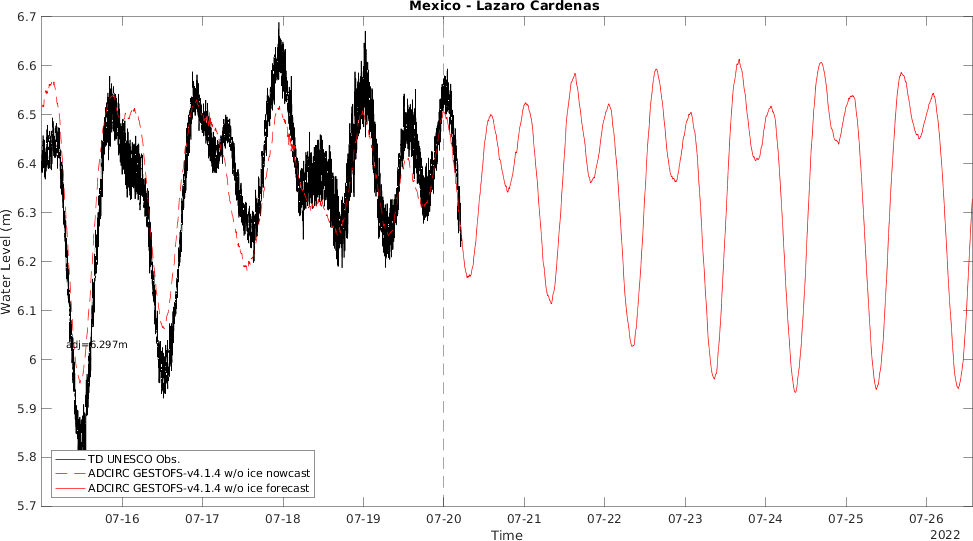 Mexico - Lazaro Cardenas
6.7
6.6
6.5
6.4
6.3
6.2
6.1
6
5.9
5.8
5.7
Water Level (m)
adj=6.297m
TD UNESCO Obs.
ADCIRC GESTOFS-v4.1.4 w/o ice nowcast
ADCIRC GESTOFS-v4.1.4 w/o ice forecast
07-16 07-17 07-18 07-19 07-20 07-21 07-22 07-23 07-24 07-25 07-26
Time
2022